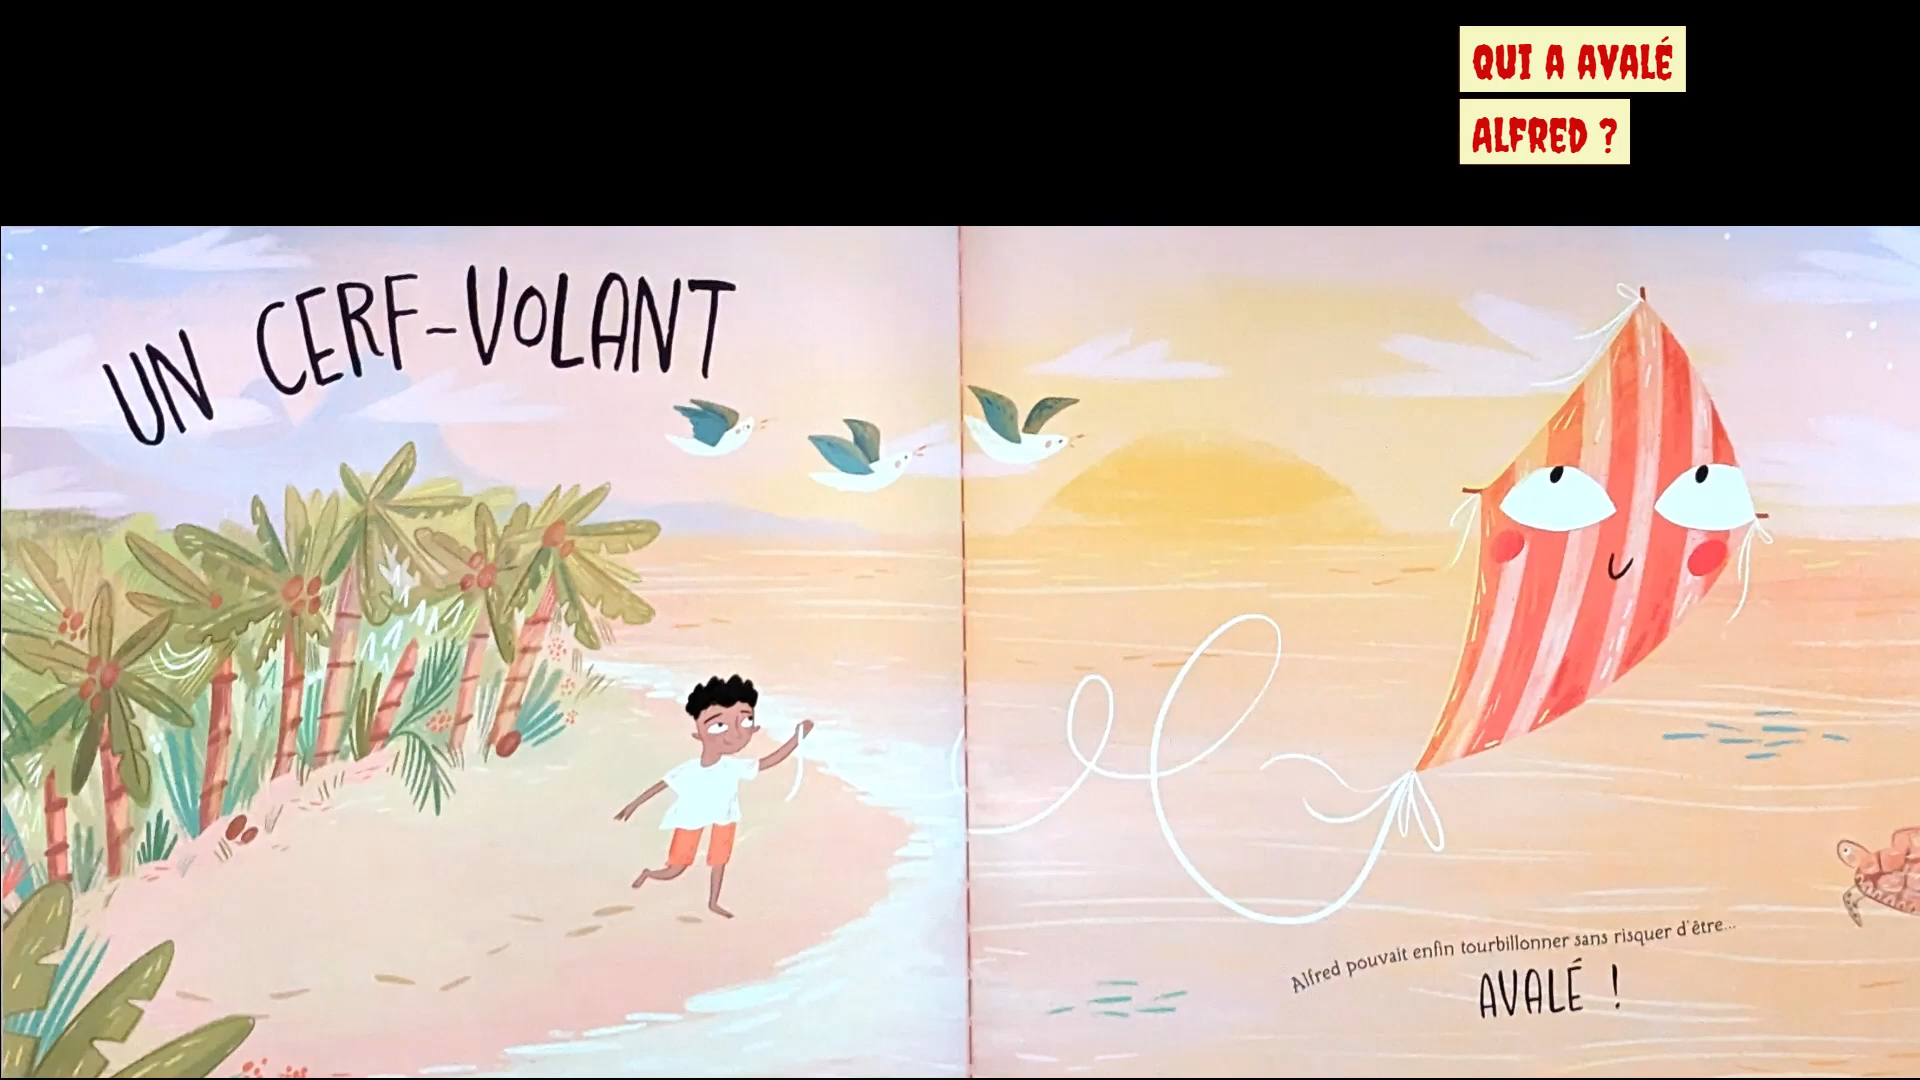 QUI A AVALÉ
ALFRED ?
UN CERF-VOLANT
Alfred pouvait enfin tourbillonner sans risquer d'être...
AVALÉ !